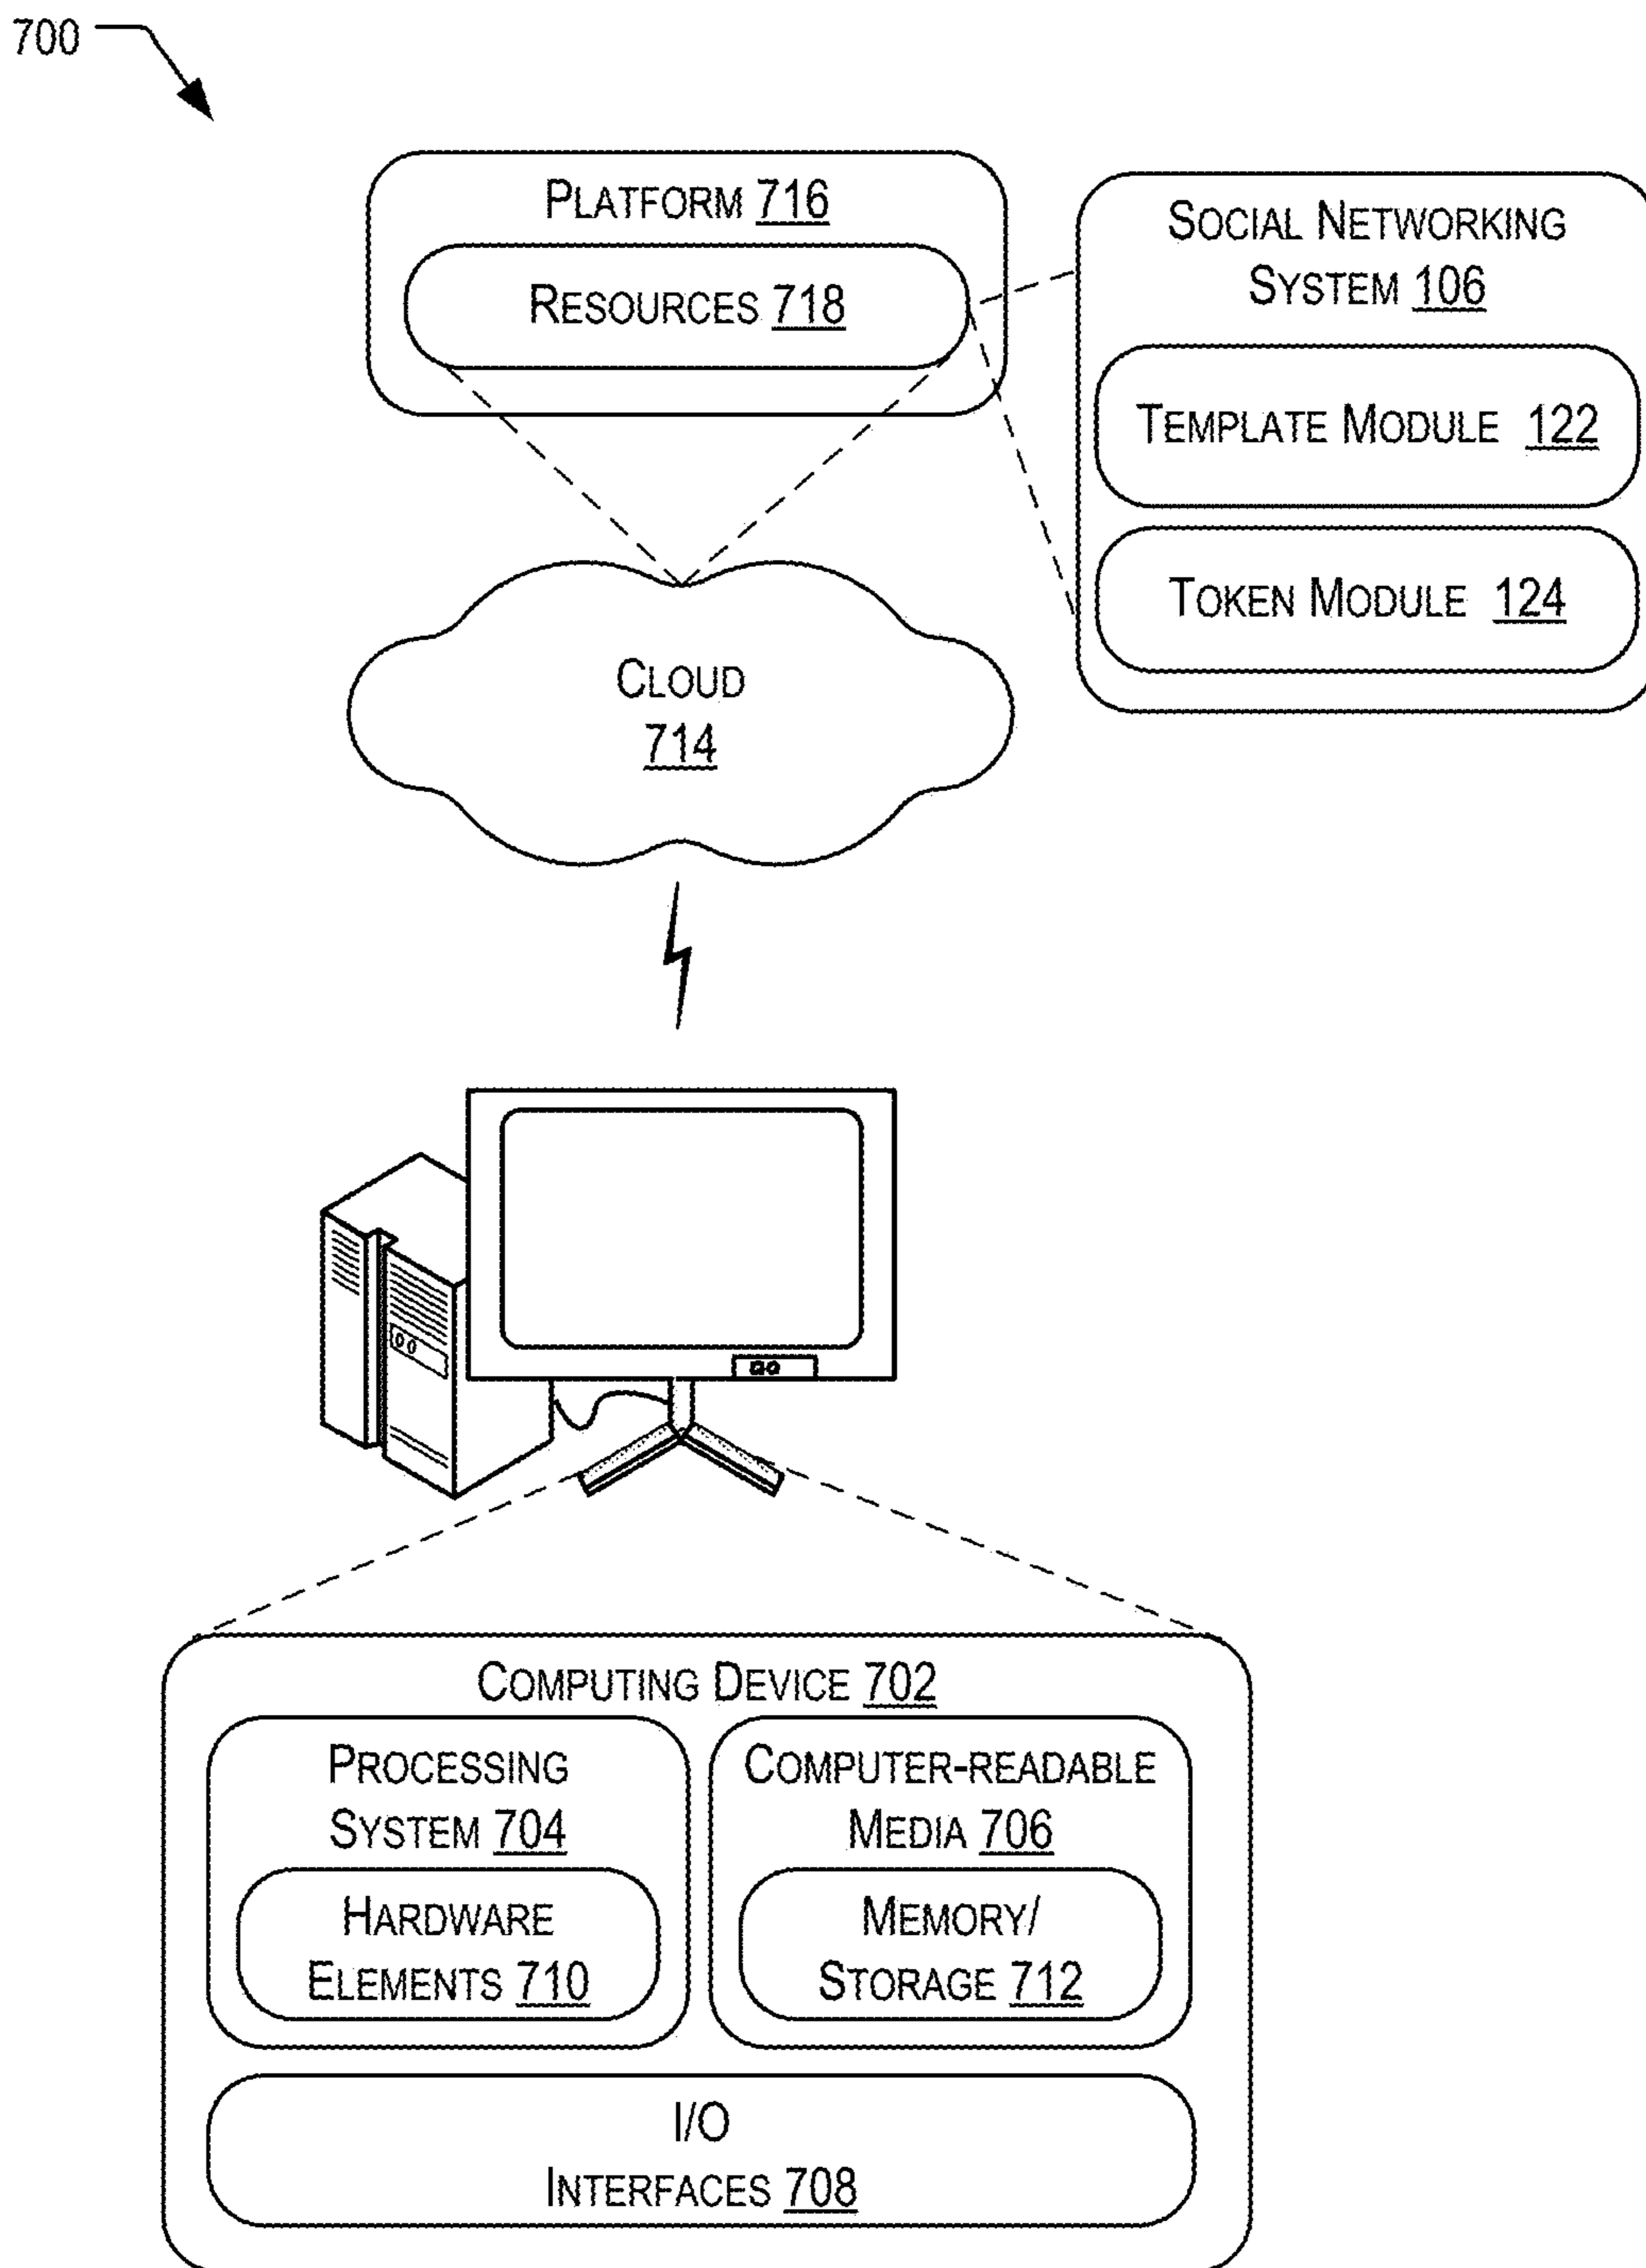 700
PLATFORM 716
RESOURCES 718
SOCIAL NETWORKING
SYSTEM 106
TEMPLATE MODULE 122
TOKEN MODULE 124
CLOUD
714
COMPUTING DEVICE 702
PROCESSING
SYSTEM 704
HARDWARE
ELEMENTS 710
COMPUTER-READABLE
MEDIA 706
MEMORY/
STORAGE 712
I/O
INTERFACES 708